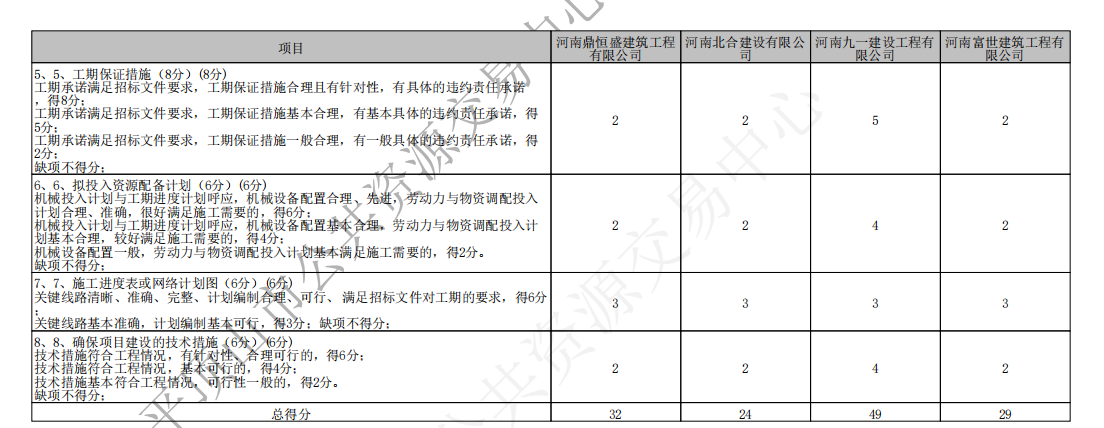 项目
河南鼎恒盛建筑工程
有限公司
河南北合建设有限公
司
河南九一建设工程有
限公司
河南富世建筑工程有
限公司
5、5、工期保证措施（8分）(8分)
工期承诺满足招标文件要求，工期保证措施合理且有针对性，有具体的违约责任承诺
，得8分；
工期承诺满足招标文件要求，工期保证措施基本合理，有基本具体的违约责任承诺，得
5分；
工期承诺满足招标文件要求，工期保证措施一般合理，有一般具体的违约责任承诺，得
2分；
缺项不得分；
2
2
5
2
6、6、拟投入资源配备计划（6分）(6分)
机械投入计划与工期进度计划呼应，机械设备配置合理、先进，劳动力与物资调配投入
计划合理、准确，很好满足施工需要的，得6分；
机械投入计划与工期进度计划呼应，机械设备配置基本合理，劳动力与物资调配投入计
划基本合理，较好满足施工需要的，得4分；
机械设备配置一般，劳动力与物资调配投入计划基本满足施工需要的，得2分。
缺项不得分；
2
2
4
2
7、7、施工进度表或网络计划图（6分）(6分)
关键线路清晰、准确、完整、计划编制合理、可行、满足招标文件对工期的要求，得6分
；
关键线路基本准确，计划编制基本可行，得3分；缺项不得分；
3
3
3
3
8、8、确保项目建设的技术措施（6分）(6分)
技术措施符合工程情况，有针对性、合理可行的，得6分；
技术措施符合工程情况，基本可行的，得4分；
技术措施基本符合工程情况，可行性一般的，得2分。
缺项不得分；
2
2
4
2
总得分
32
24
49
29
平顶山市公共资源交易中心
公共资源交易中心